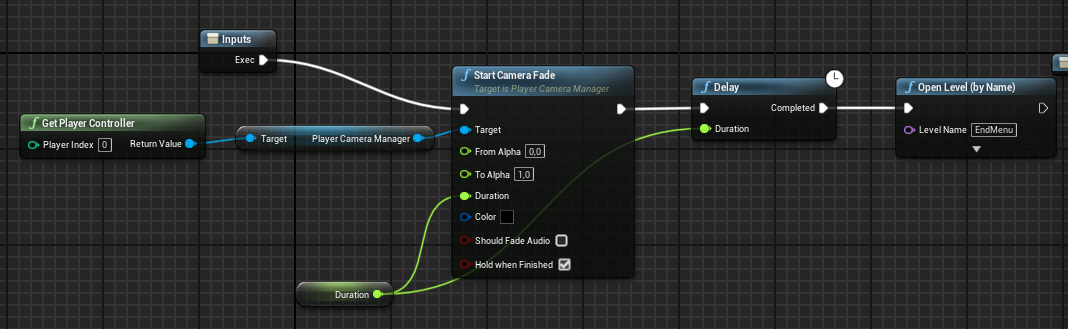 Inputs
Exec
Get Player Controller
Player Index 0
Return Value
Target
Player Camera Manager
f Start Camera Fade
Target is Player Camera Manager
Target
From Alpha 0,0
To Alpha 1,0
Duration
Color
Should Fade Audio
Hold when Finished
Duration
f Delay
Completed
Duration
f Open Level (by Name)
Level Name EndMenu